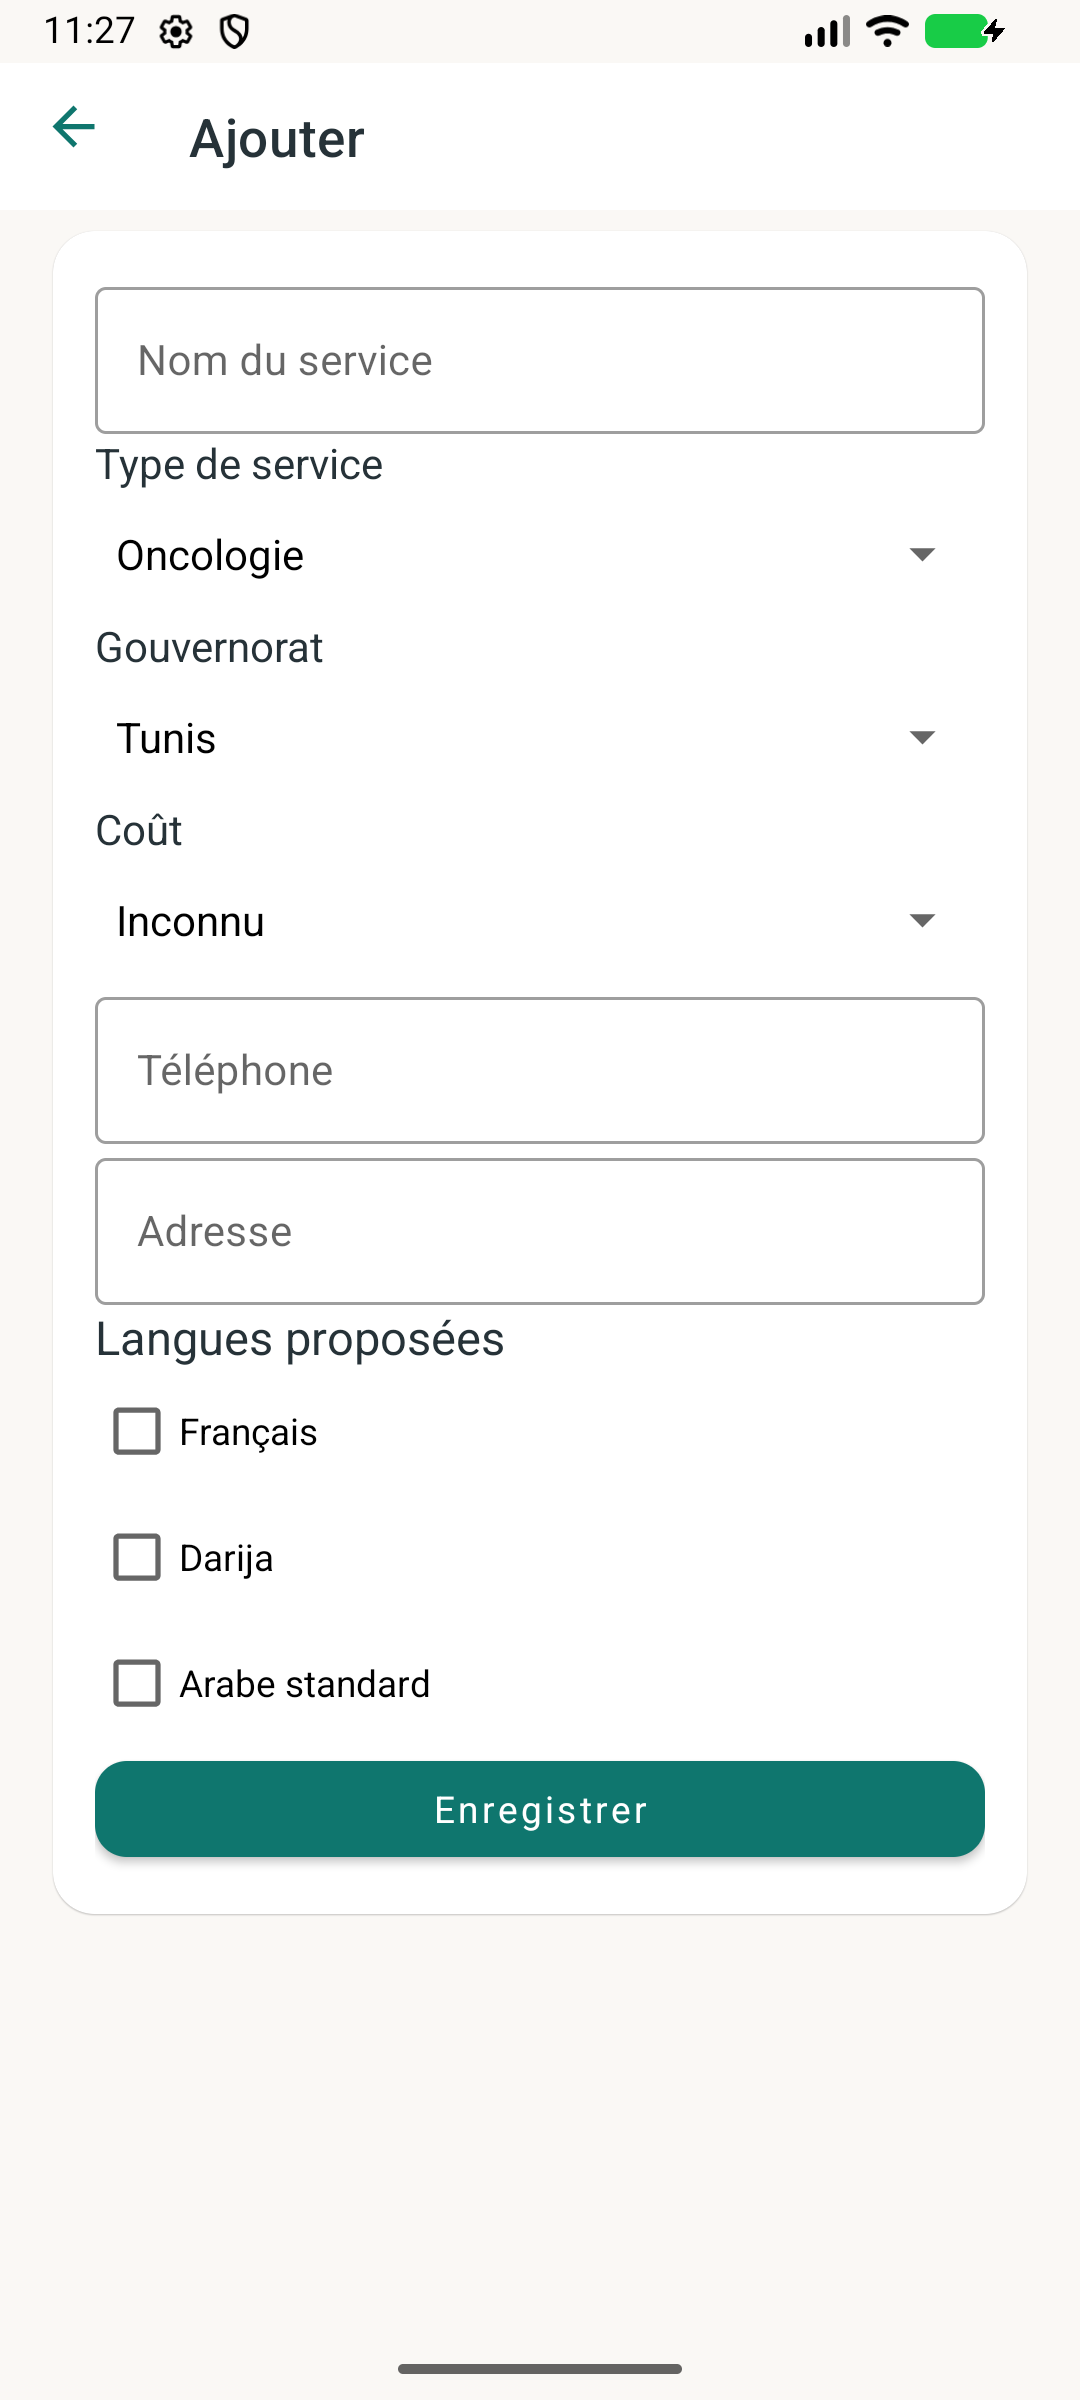 11:27
Ajouter
Nom du service
Type de service
Oncologie
Gouvernorat
Tunis
Coût
Inconnu
Téléphone
Adresse
Langues proposées
Français
Darija
Arabe standard
Enregistrer